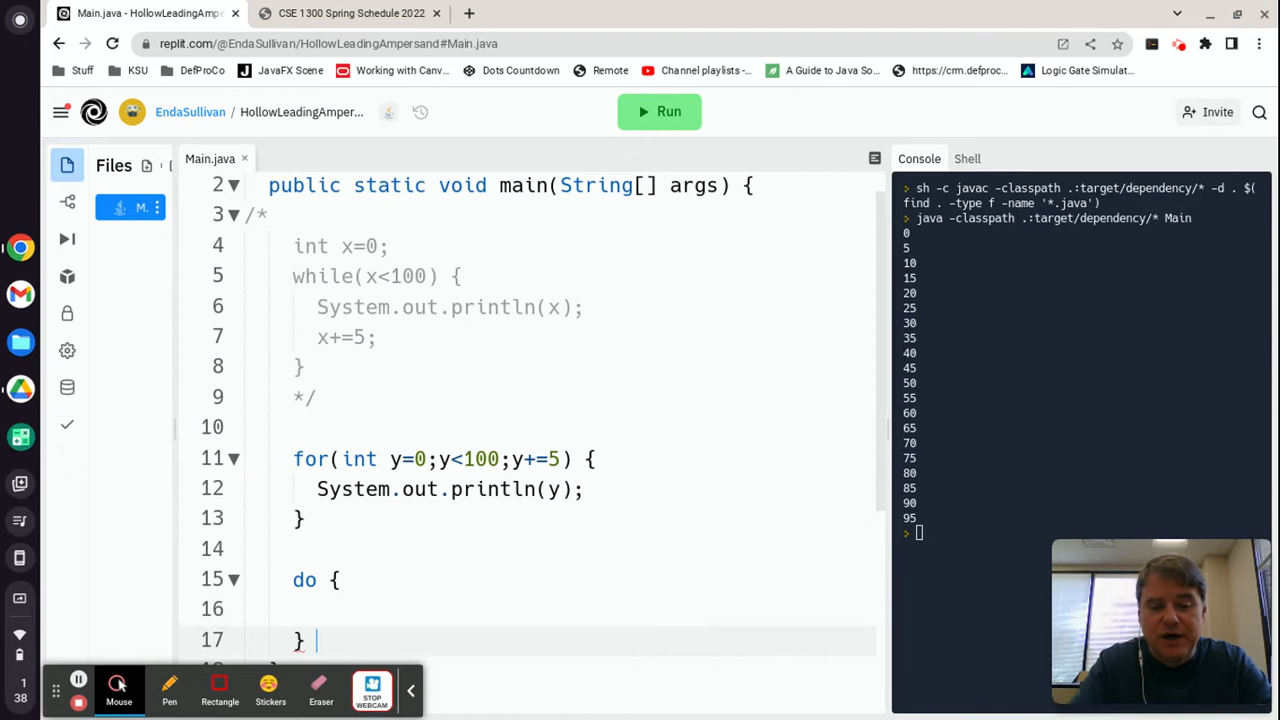 Main.java - HollowLeadingAmpe
CSE 1300 Spring Schedule 2022
replit.com/@EndaSullivan/HollowLeadingAmpersand#Main.java
Stuff
KSU
DefProCo
JavaFX Scene
Working with Canv...
Dots Countdown
Remote
Channel playlists -...
A Guide to Java So...
https://crm.defproc...
Logic Gate Simulat...
EndaSullivan / HollowLeadingAmper...
Run
Invite
Files
M.
Main.java
2 public static void main(String[] args) {
3 /*
4 int x=0;
5 while(x<100) {
6 System.out.println(x);
7 x+=5;
8 }
9 */
10
11 for(int y=0;y<100;y+=5) {
12 System.out.println(y);
13 }
14
15 do {
16
17 }
Console
Shell
sh -c javac -classpath .:target/dependency/* -d . $(
find . -type f -name '*.java')
java -classpath .:target/dependency/* Main
0
5
10
15
20
25
30
35
40
45
50
55
60
65
70
75
80
85
90
95
Mouse
Pen
Rectangle
Stickers
Eraser
STOP
WEBCAM
1
38